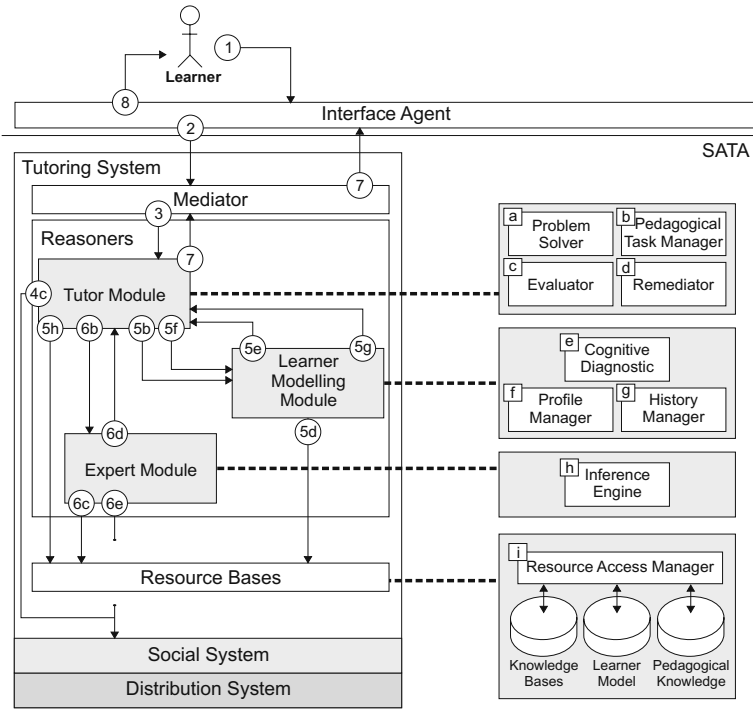 1
Learner
8
Interface Agent
2
SATA
Tutoring System
7
Mediator
3
Reasoners
7
4c
Tutor Module
5h
6b
5b
5f
5e
5g
Learner
Modelling
Module
6d
5d
Expert Module
6c
6e
Resource Bases
Social System
Distribution System
a
Problem
Solver
b
Pedagogical
Task Manager
c
Evaluator
d
Remediator
e
Cognitive
Diagnostic
f
Profile
Manager
g
History
Manager
h
Inference
Engine
i
Resource Access Manager
Knowledge
Bases
Learner
Model
Pedagogical
Knowledge